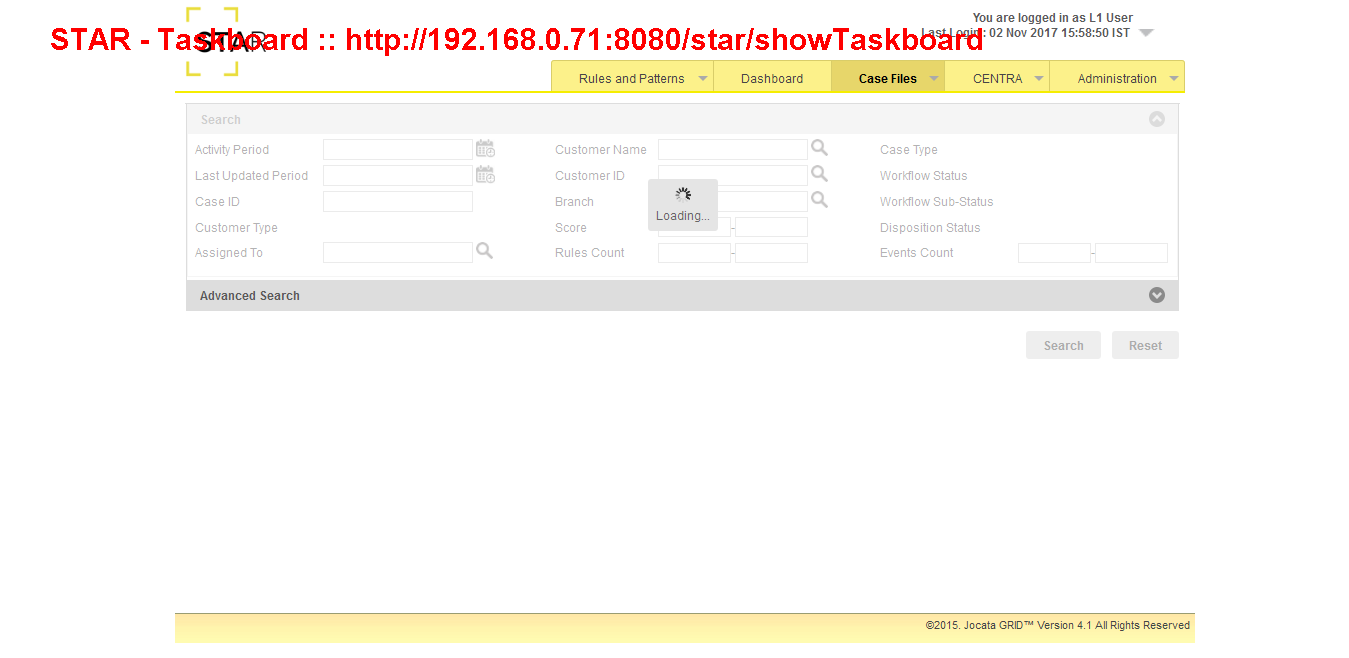 You are logged in as L1 User
STAR - Taskboard :: http://192.168.0.71:8080/star/showTaskboard
STAR
Last Login : 02 Nov 2017 15:58:50 IST
Rules and Patterns Dashboard Case Files CENTRA Administration
Search
Activity Period Customer Name Case Type
Last Updated Period Customer ID Workflow Status
Case ID Branch Workflow Sub-Status
Loading...
Customer Type Score - Disposition Status
Assigned To Rules Count - Events Count -
Advanced Search
Search Reset
©2015. Jocata GRID™ Version 4.1 All Rights Reserved